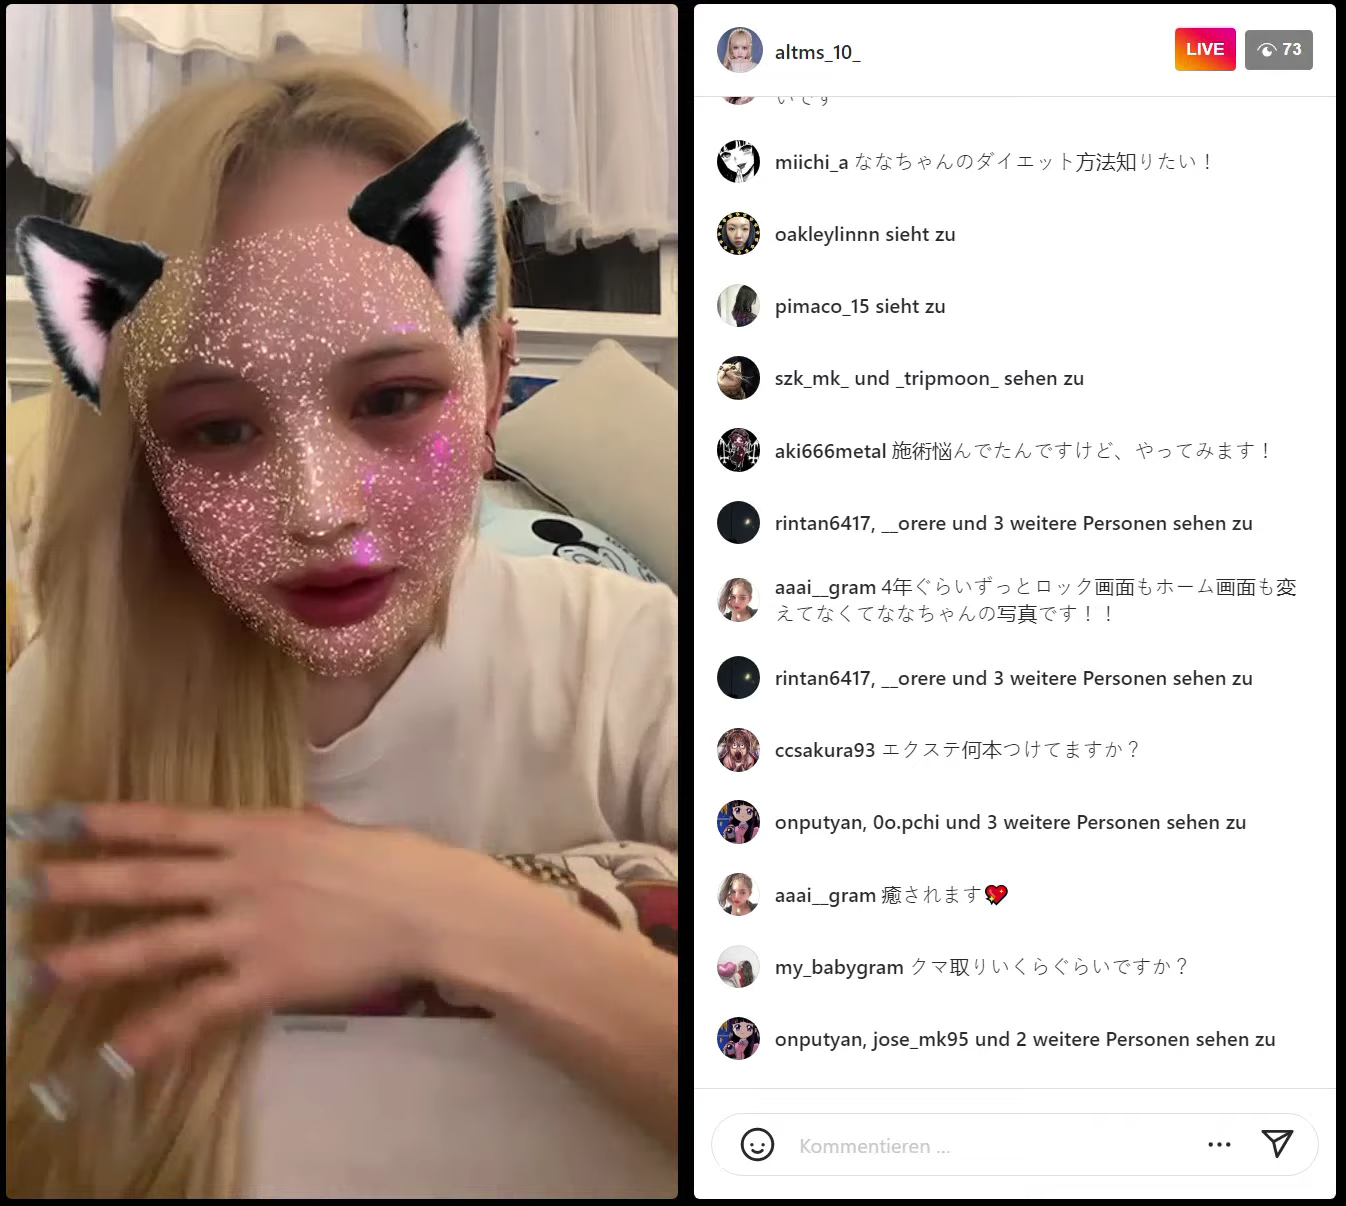 altms_10_
LIVE
73
いです
miichi_a ななちゃんのダイエット方法知りたい！
oakleylinnn sieht zu
pimaco_15 sieht zu
szk_mk_ und _tripmoon_ sehen zu
aki666metal 施術悩んでたんですけど、やってみます！
rintan6417, __orere und 3 weitere Personen sehen zu
aaai__gram 4年ぐらいずっとロック画面もホーム画面も変
えてなくてななちゃんの写真です！！
rintan6417, __orere und 3 weitere Personen sehen zu
ccsakura93 エクステ何本つけてますか？
onputyan, 0o.pchi und 3 weitere Personen sehen zu
aaai__gram 癒されます💖
my_babygram クマ取りいくらぐらいですか？
onputyan, jose_mk95 und 2 weitere Personen sehen zu
Kommentieren ...